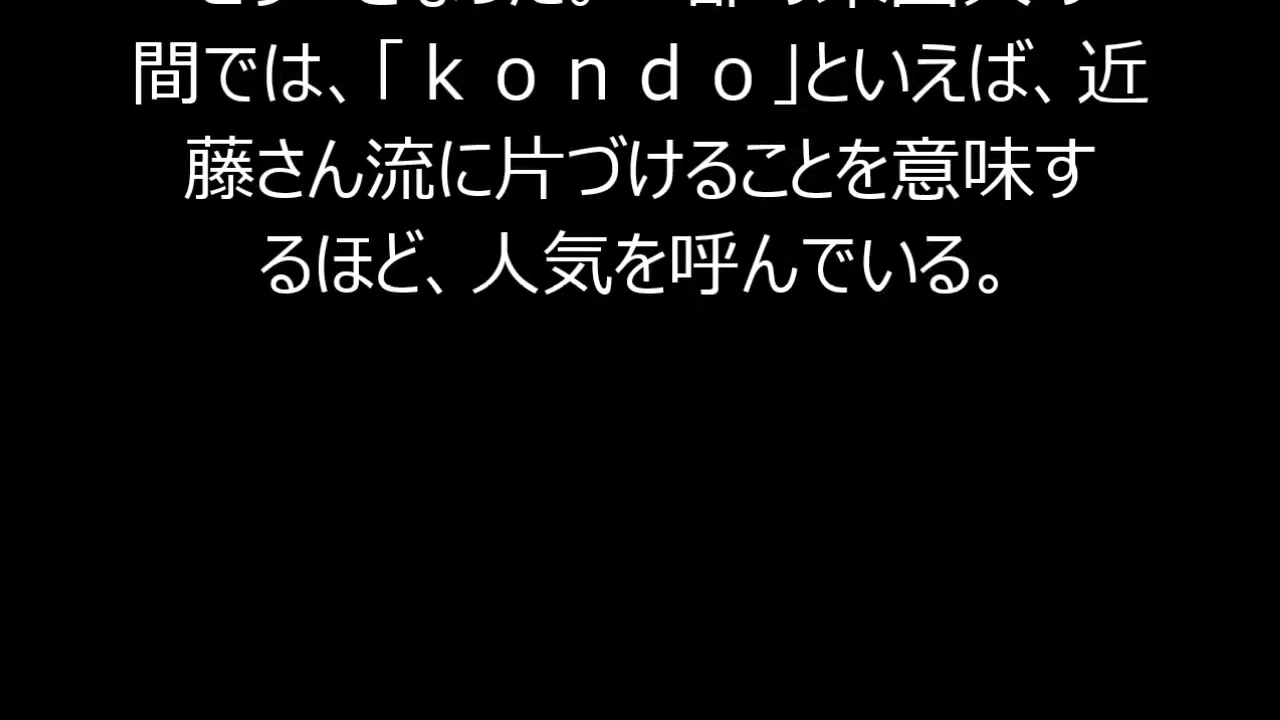 間では、「ｋｏｎｄｏ」といえば、近
藤さん流に片づけることを意味す
るほど、人気を呼んでいる。